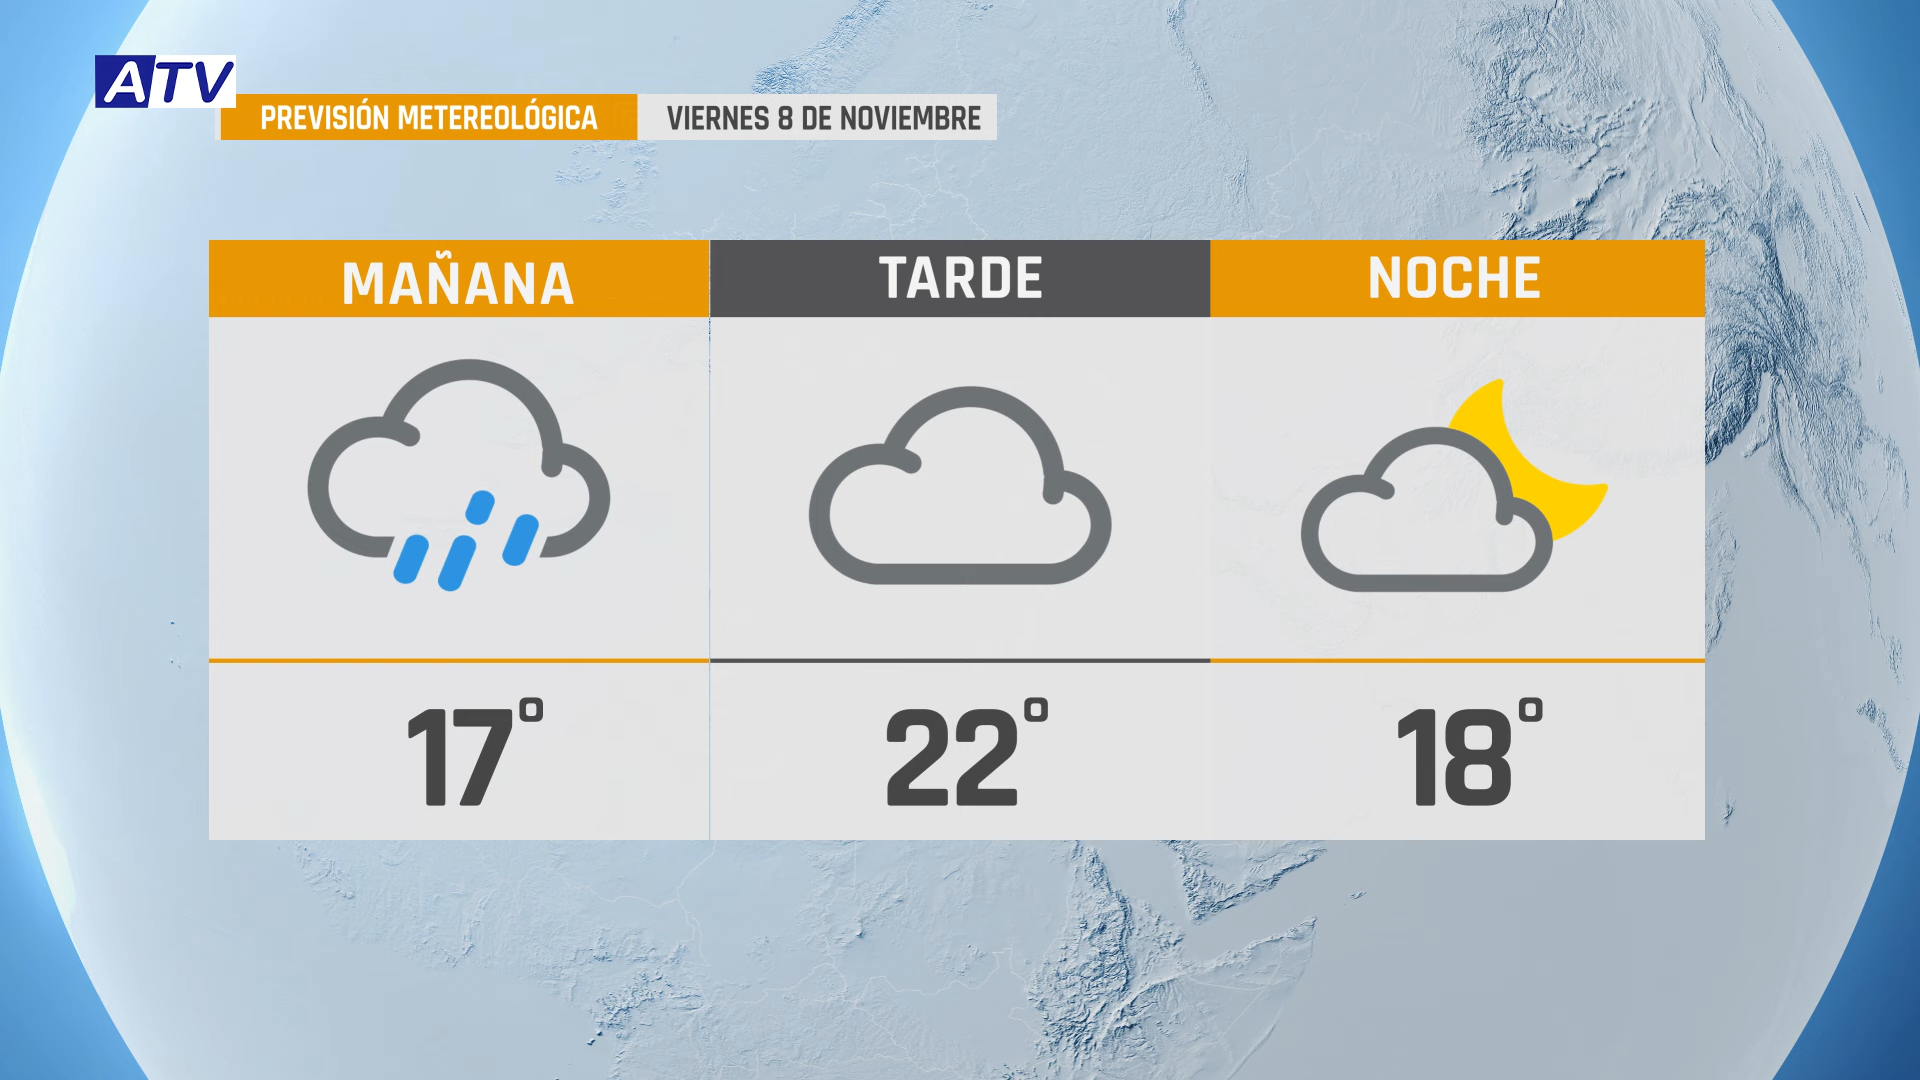 ATV
PREVISIÓN METEREOLÓGICA
VIERNES 8 DE NOVIEMBRE
MAÑANA
TARDE
NOCHE
17°
22°
18°